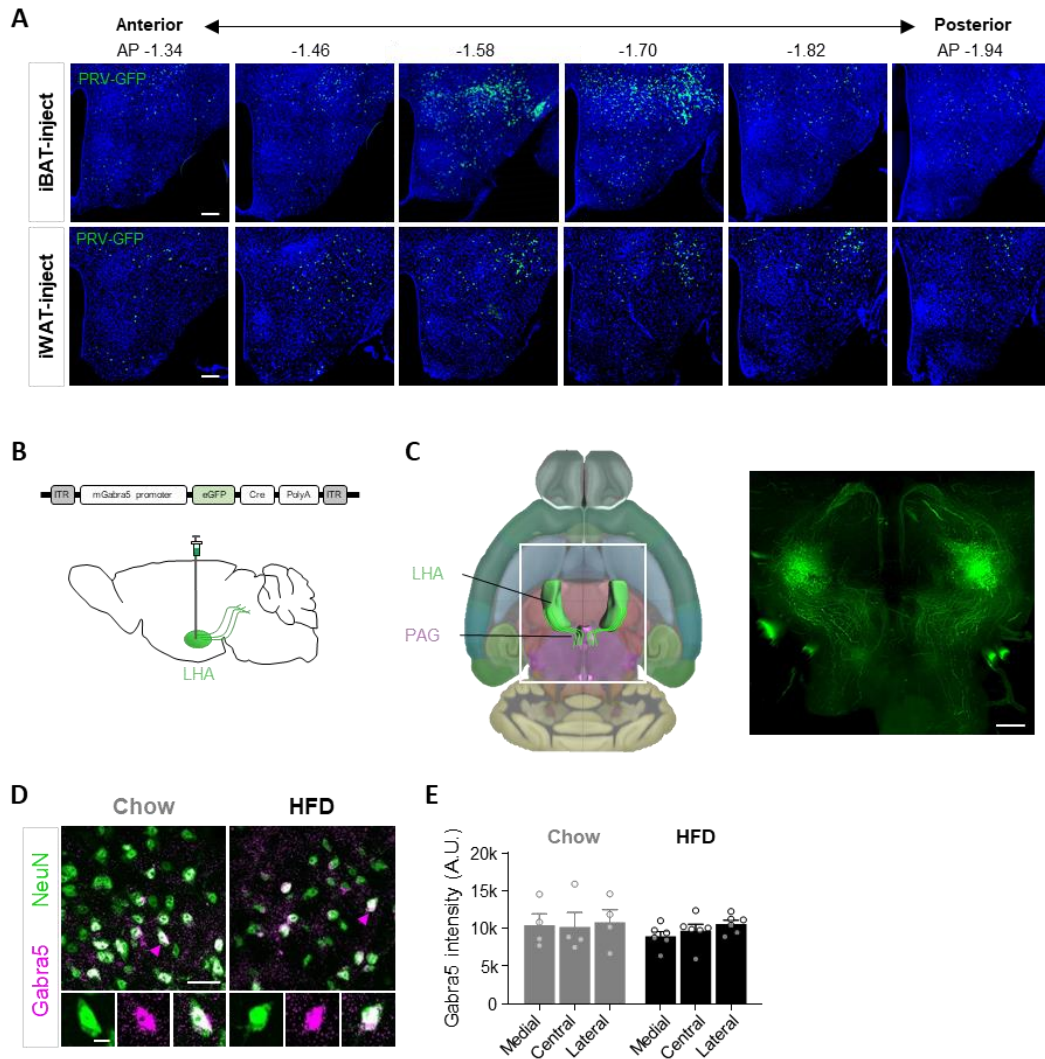 A
Anterior Posterior
AP -1.34 -1.46 -1.58 -1.70 -1.82 AP -1.94
iBAT-inject
PRV-GFP
iWAT-inject
PRV-GFP
B
ITR mGabra5 promoter eGFP Cre PolyA ITR
LHA
C
LHA
PAG
D
Chow HFD
Gabra5 NeuN
E
Chow HFD
Gabra5 intensity (A.U.)
20k
15k
10k
5k
0
Medial Central Lateral Medial Central Lateral